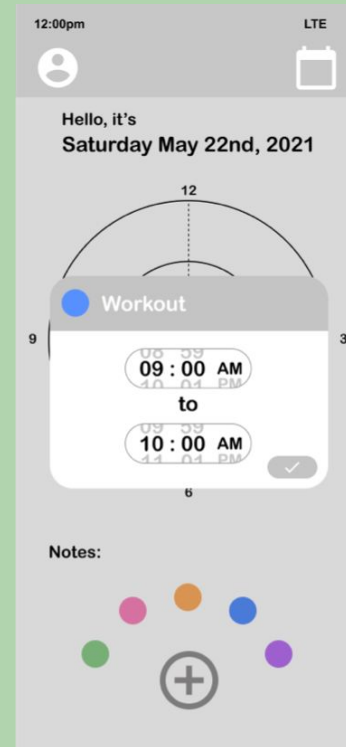 12:00pm LTE
Hello, it's
Saturday May 22nd, 2021
12
Workout
9
3
08 59
09 : 00 AM
10 01 PM
to
09 59
10 : 00 AM
11 01 PM
6
Notes: